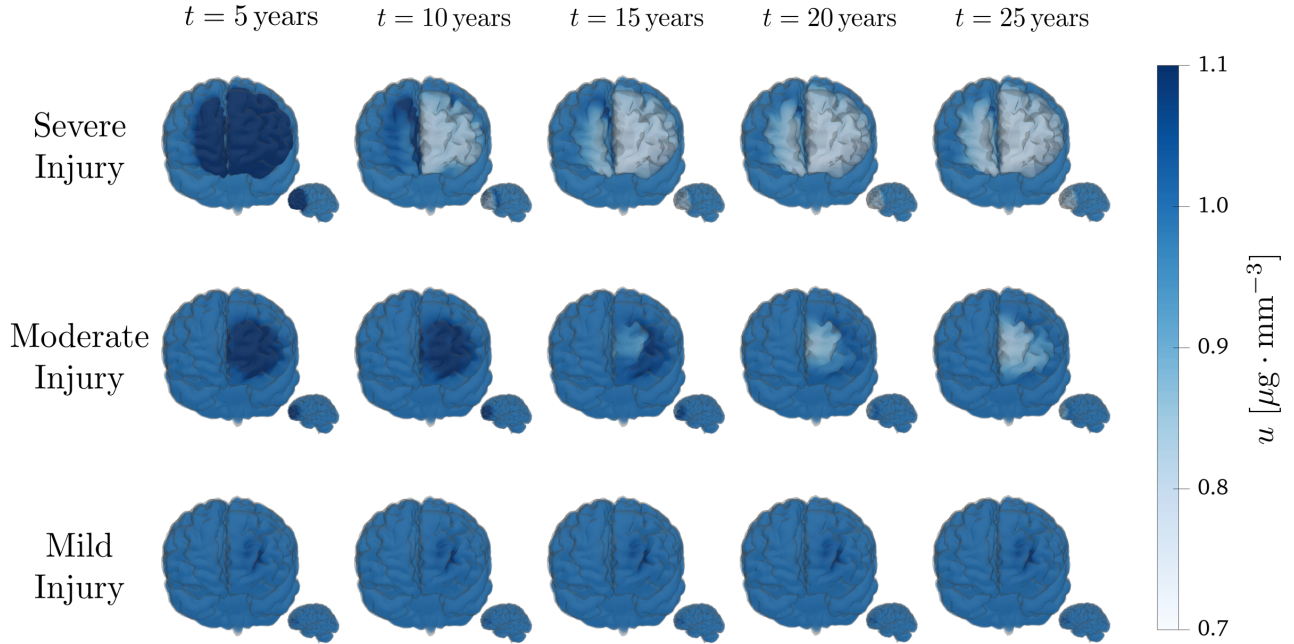 t = 5 years
t = 10 years
t = 15 years
t = 20 years
t = 25 years
Severe
Injury
Moderate
Injury
Mild
Injury
1.1
1.0
0.9
0.8
0.7
u [μg · mm⁻³]